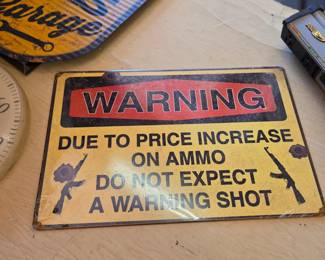 Garage
WARNING
DUE TO PRICE INCREASE
ON AMMO
DO NOT EXPECT
A WARNING SHOT